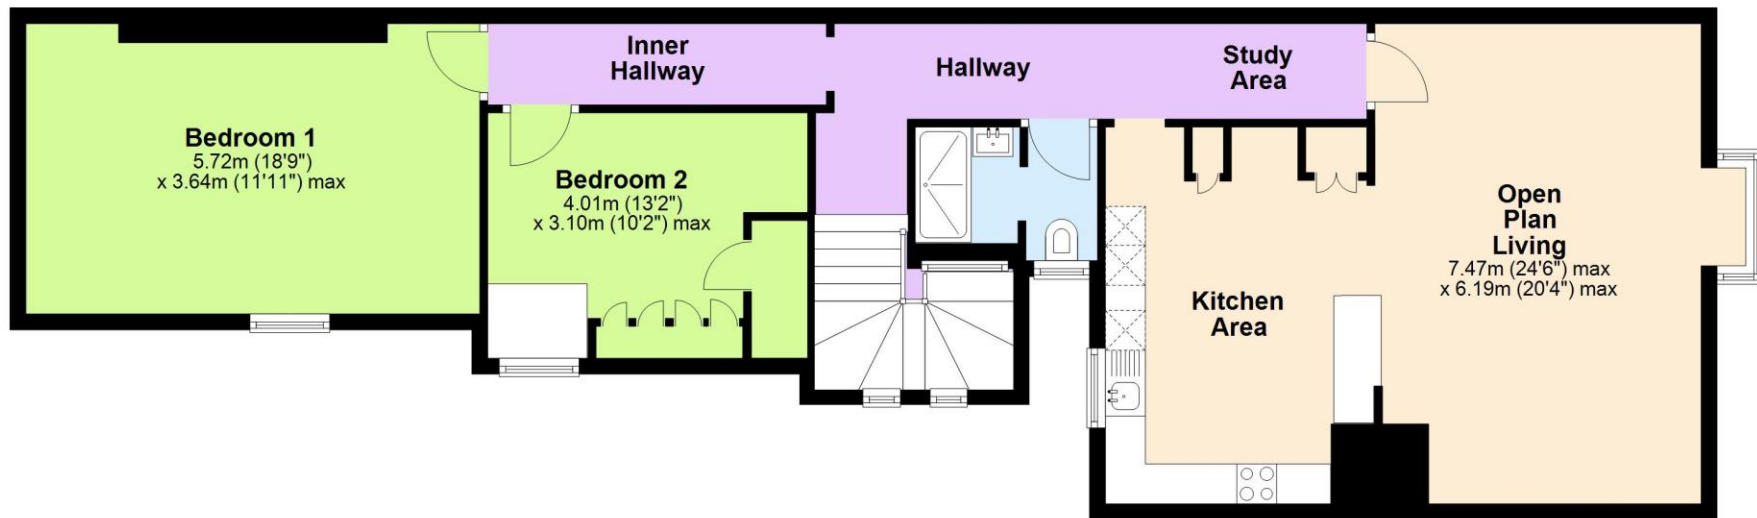 Inner
Hallway
Hallway
Study
Area
Bedroom 1
5.72m (18'9")
x 3.64m (11'11") max
Bedroom 2
4.01m (13'2")
x 3.10m (10'2") max
Kitchen
Area
Open
Plan
Living
7.47m (24'6") max
x 6.19m (20'4") max